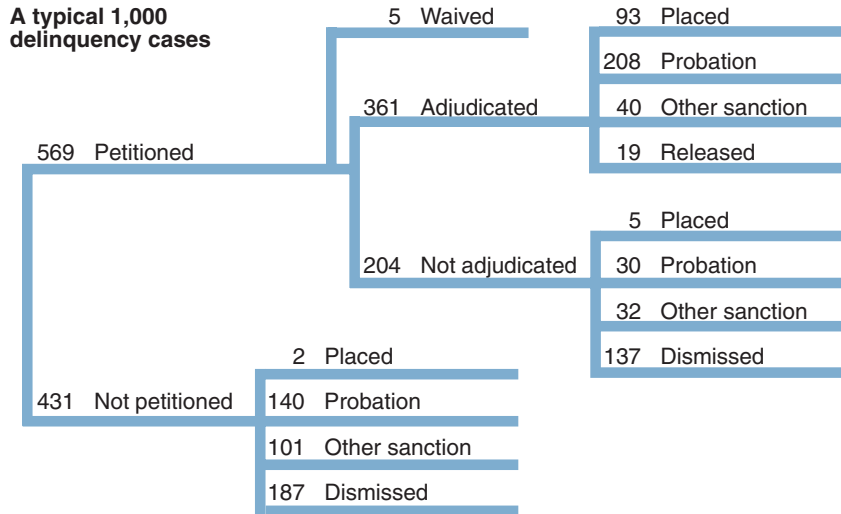 A typical 1,000
delinquency cases
5 Waived
93 Placed
208 Probation
361 Adjudicated
40 Other sanction
569 Petitioned
19 Released
5 Placed
204 Not adjudicated
30 Probation
32 Other sanction
137 Dismissed
2 Placed
431 Not petitioned
140 Probation
101 Other sanction
187 Dismissed